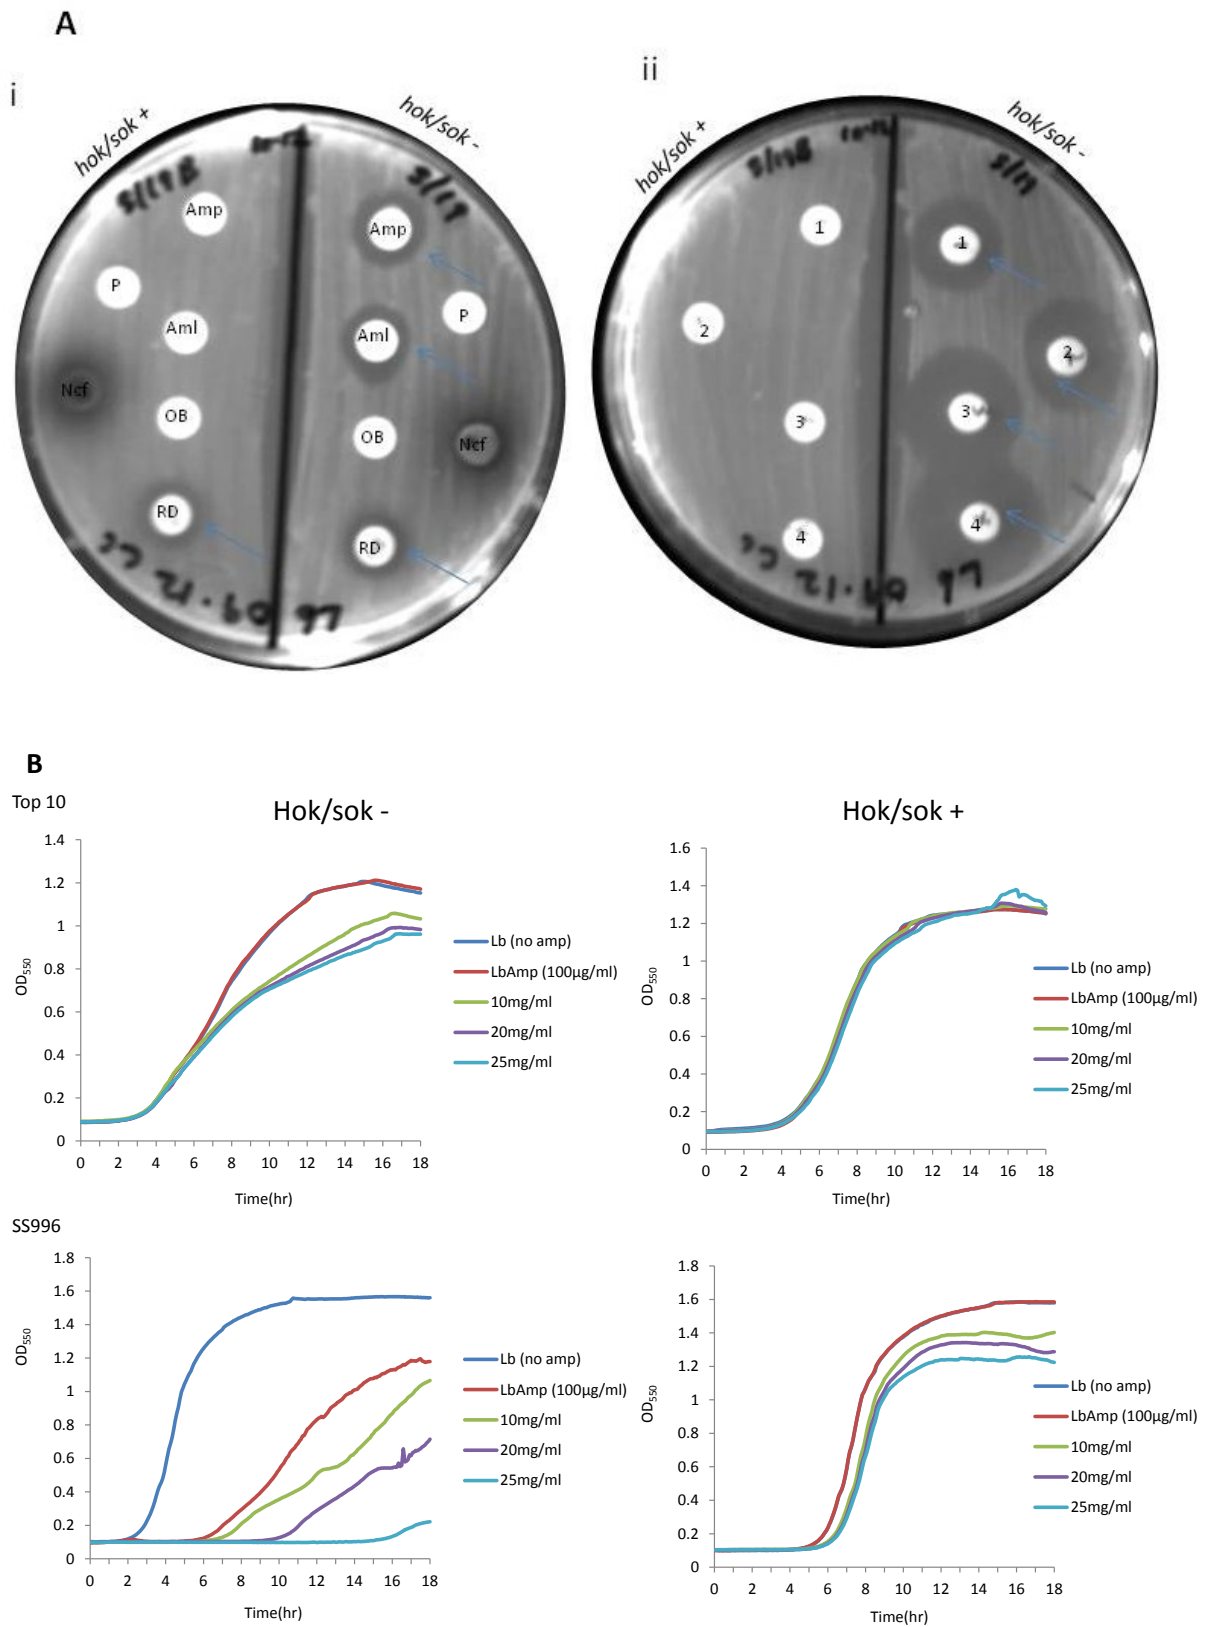 A
i
ii
hok/sok +
hok/sok -
S/19
Amp
Amp
P
P
Aml
Aml
Ncf
Ncf
OB
OB
RD
RD
09.12
Lb
hok/sok +
hok/sok -
S/19
1
1
2
2
3
3
4
4
09.12
Lb
B
Top 10
Hok/sok -
Hok/sok +
OD550
1.4
1.2
1
0.8
0.6
0.4
0.2
0
0 2 4 6 8 10 12 14 16 18
Time(hr)
Lb (no amp)
LbAmp (100µg/ml)
10mg/ml
20mg/ml
25mg/ml
OD550
1.6
1.4
1.2
1
0.8
0.6
0.4
0.2
0
0 2 4 6 8 10 12 14 16 18
Time(hr)
Lb (no amp)
LbAmp (100µg/ml)
10mg/ml
20mg/ml
25mg/ml
SS996
OD550
1.8
1.6
1.4
1.2
1
0.8
0.6
0.4
0.2
0
0 2 4 6 8 10 12 14 16 18
Time(hr)
Lb (no amp)
LbAmp (100µg/ml)
10mg/ml
20mg/ml
25mg/ml
OD550
1.8
1.6
1.4
1.2
1
0.8
0.6
0.4
0.2
0
0 2 4 6 8 10 12 14 16 18
Time(hr)
Lb (no amp)
LbAmp (100µg/ml)
10mg/ml
20mg/ml
25mg/ml